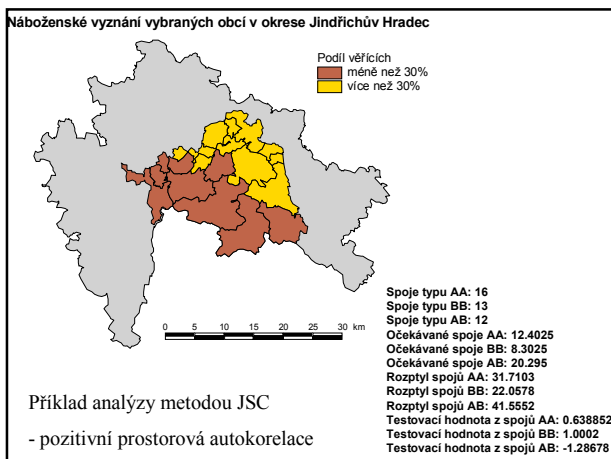 Náboženské vyznání vybraných obcí v okrese Jindřichův Hradec
Podíl věřících
méně než 30%
více než 30%
0 5 10 15 20 25 30 km
Spoje typu AA: 16
Spoje typu BB: 13
Spoje typu AB: 12
Očekávané spoje AA: 12.4025
Očekávané spoje BB: 8.3025
Očekávané spoje AB: 20.295
Rozptyl spojů AA: 31.7103
Rozptyl spojů BB: 22.0578
Rozptyl spojů AB: 41.5552
Testovací hodnota z spojů AA: 0.638852
Testovací hodnota z spojů BB: 1.0002
Testovací hodnota z spojů AB: -1.28678
Příklad analýzy metodou JSC
- pozitivní prostorová autokorelace